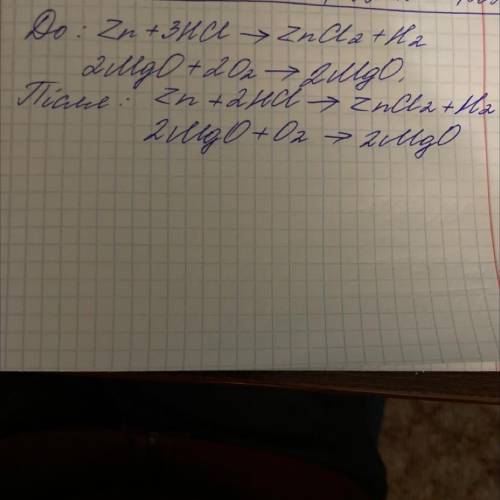 До: Zn + 3HCl → ZnCl₂ + H₂
2MgO + 2O₂ → 2MgO.
Після: Zn + 2HCl → ZnCl₂ + H₂
2MgO + O₂ → 2MgO